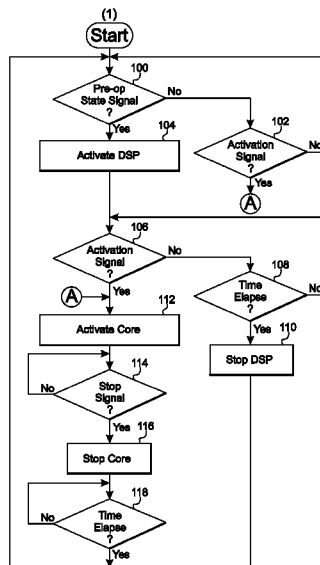 (1)
Start
100
Pre-op
State Signal
?
No
Yes
104
Activate DSP
102
Activation
Signal
?
No
Yes
A
106
Activation
Signal
?
No
Yes
A
108
Time
Elapse
?
No
Yes
112
Activate Core
110
Stop DSP
114
Stop
Signal
?
No
Yes
116
Stop Core
118
Time
Elapse
?
No
Yes